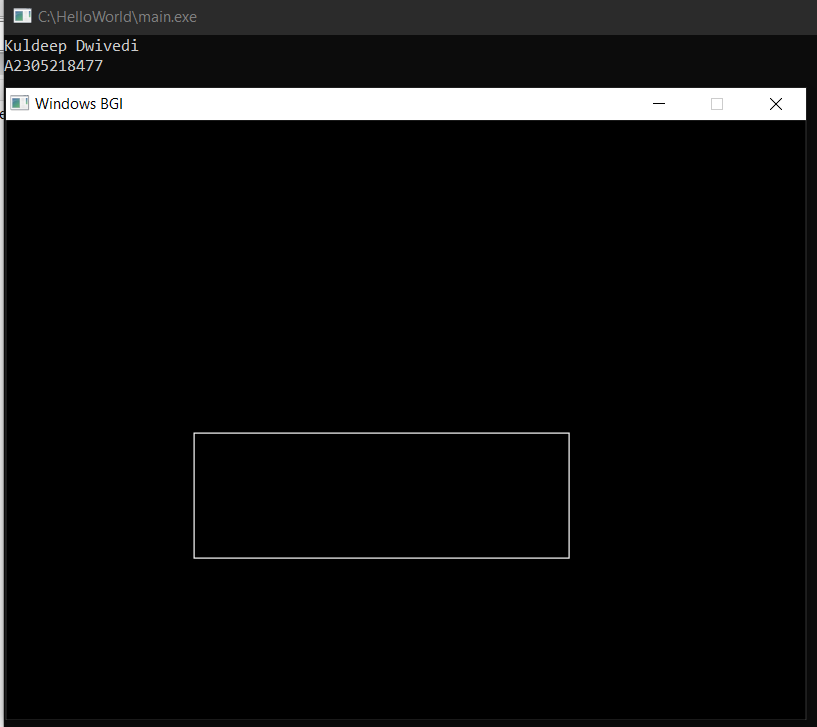 C:\HelloWorld\main.exe
Kuldeep Dwivedi
A2305218477
Windows BGI